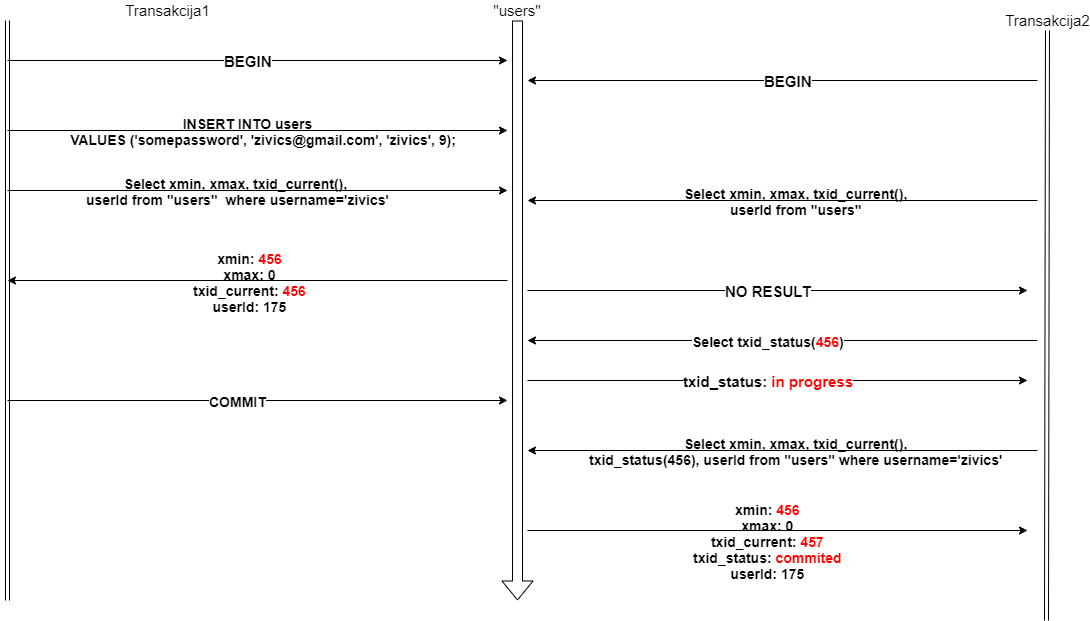 Transakcija1
"users"
Transakcija2
BEGIN
BEGIN
INSERT INTO users
VALUES ('somepassword', 'zivics@gmail.com', 'zivics', 9);
Select xmin, xmax, txid_current(),
userId from "users"  where username='zivics'
Select xmin, xmax, txid_current(),
userId from "users"
xmin: 456
xmax: 0
txid_current: 456
userId: 175
NO RESULT
Select txid_status(456)
txid_status: in progress
COMMIT
Select xmin, xmax, txid_current(),
txid_status(456), userId from "users" where username='zivics'
xmin: 456
xmax: 0
txid_current: 457
txid_status: commited
userId: 175